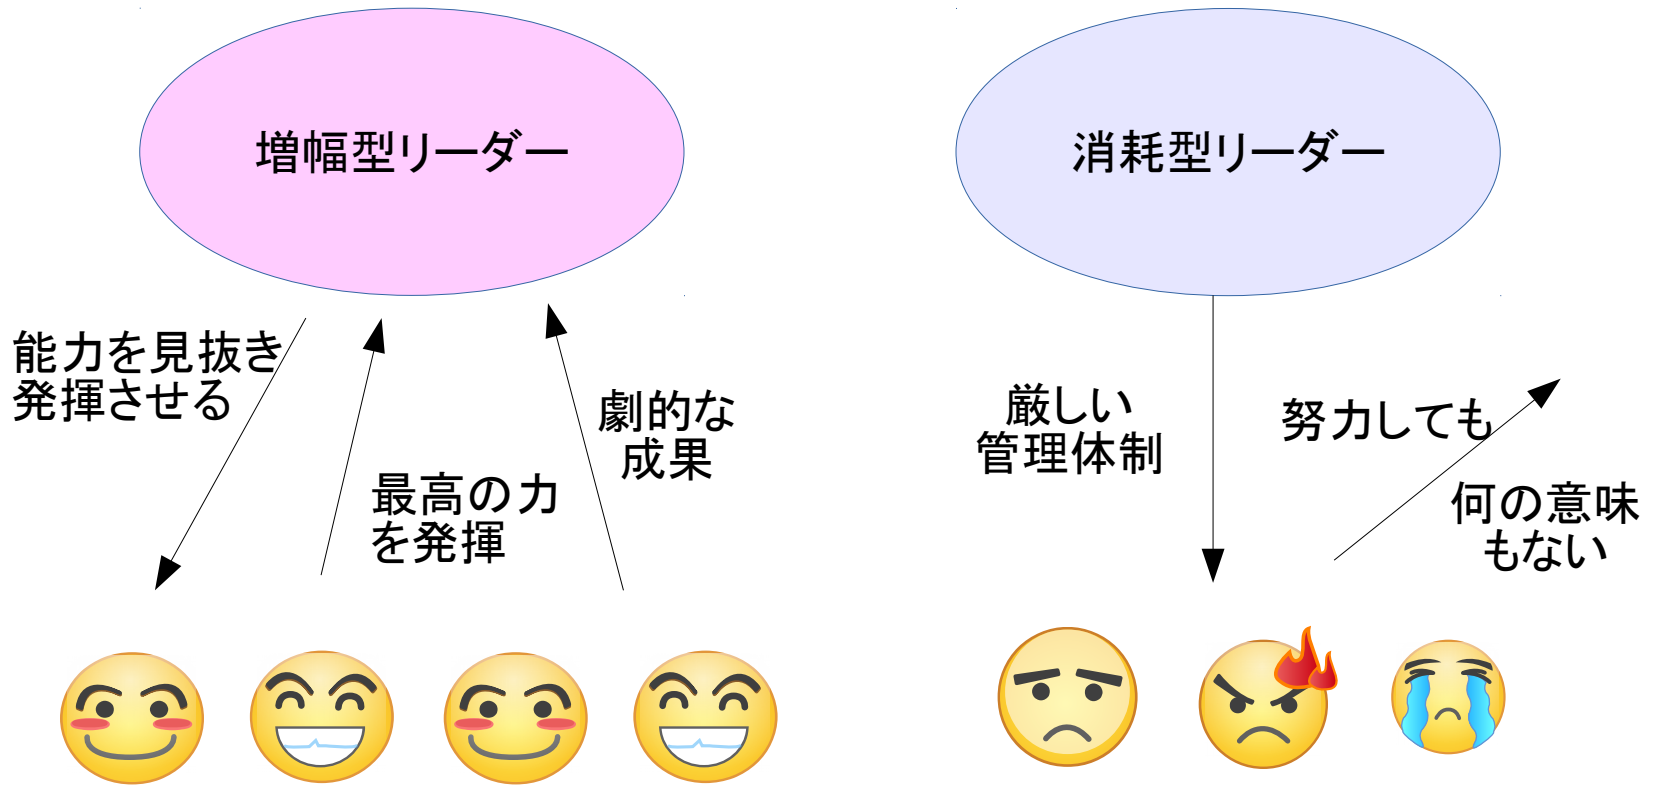 増幅型リーダー
能力を見抜き
発揮させる
最高の力
を発揮
劇的な
成果
消耗型リーダー
厳しい
管理体制
努力しても
何の意味
もない